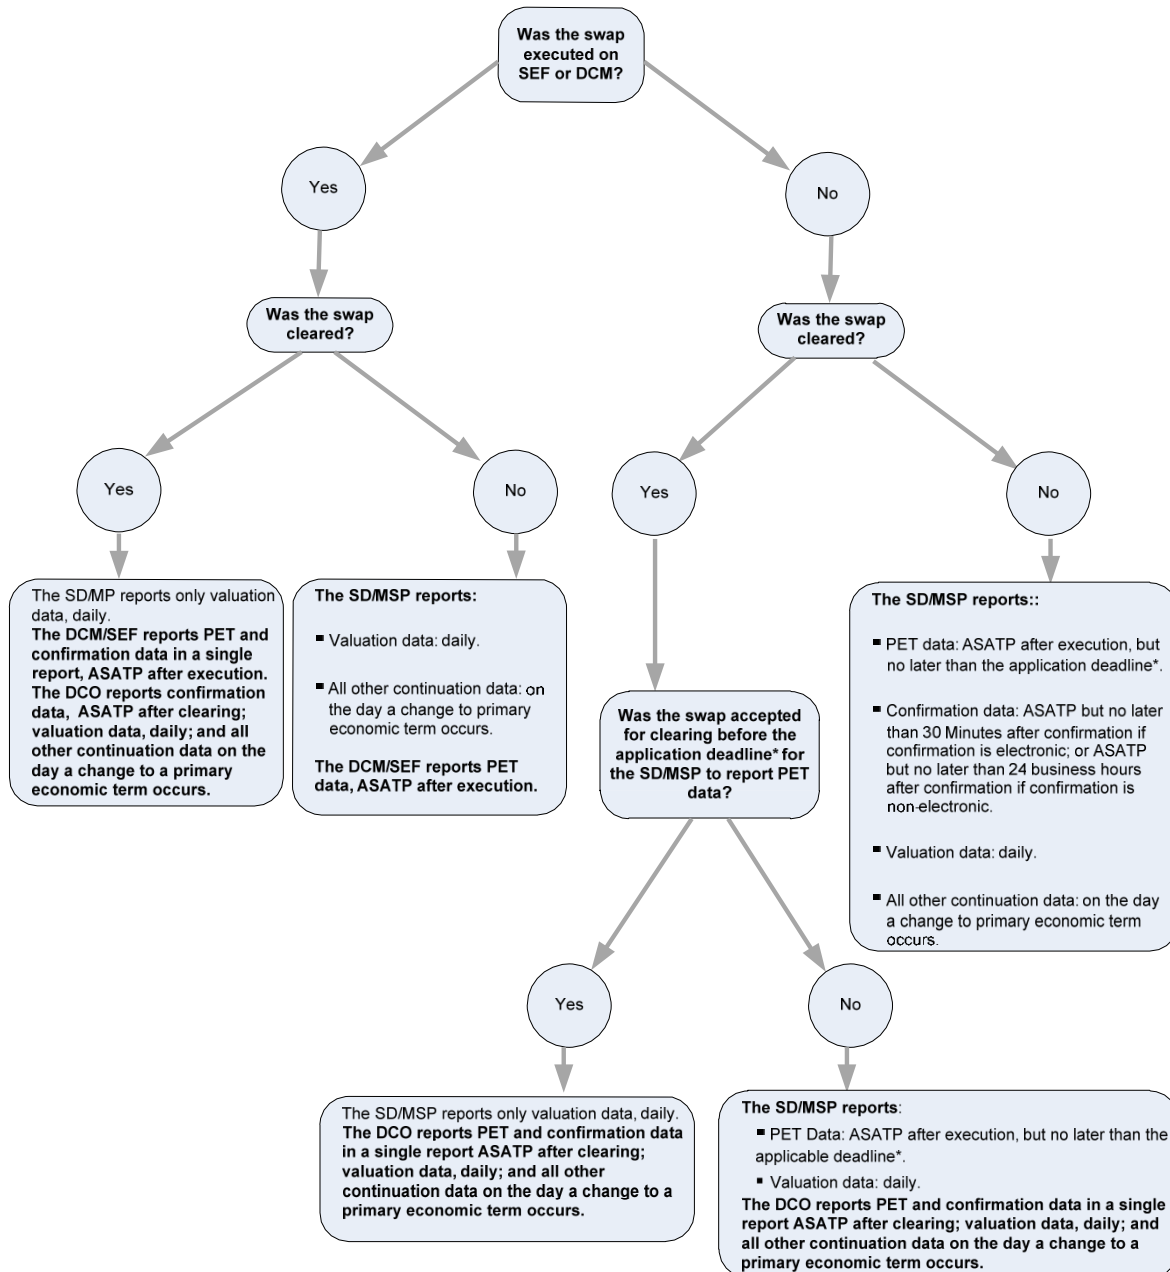 Was the swap
executed on
SEF or DCM?
Yes
No
Was the swap
cleared?
Was the swap
cleared?
Yes
No
Yes
No
The SD/MP reports only valuation
data, daily.
The DCM/SEF reports PET and
confirmation data in a single
report, ASATP after execution.
The DCO reports confirmation
data, ASATP after clearing;
valuation data, daily; and all
other continuation data on the
day a change to a primary
economic term occurs.
The SD/MSP reports:
▪ Valuation data: daily.
▪ All other continuation data: on
the day a change to primary
economic term occurs.
The DCM/SEF reports PET
data, ASATP after execution.
Was the swap accepted
for clearing before the
application deadline* for
the SD/MSP to report PET
data?
The SD/MSP reports::
▪ PET data: ASATP after execution, but
no later than the application deadline*.
▪ Confirmation data: ASATP but no later
than 30 Minutes after confirmation if
confirmation is electronic; or ASATP
but no later than 24 business hours
after confirmation if confirmation is
non-electronic.
▪ Valuation data: daily.
▪ All other continuation data: on the day
a change to primary economic term
occurs.
Yes
No
The SD/MSP reports only valuation data, daily.
The DCO reports PET and confirmation data
in a single report ASATP after clearing;
valuation data, daily; and all other
continuation data on the day a change to a
primary economic term occurs.
The SD/MSP reports:
▪ PET Data: ASATP after execution, but no later than the
applicable deadline*.
▪ Valuation data: daily.
The DCO reports PET and confirmation data in a single
report ASATP after clearing; valuation data, daily; and
all other continuation data on the day a change to a
primary economic term occurs.